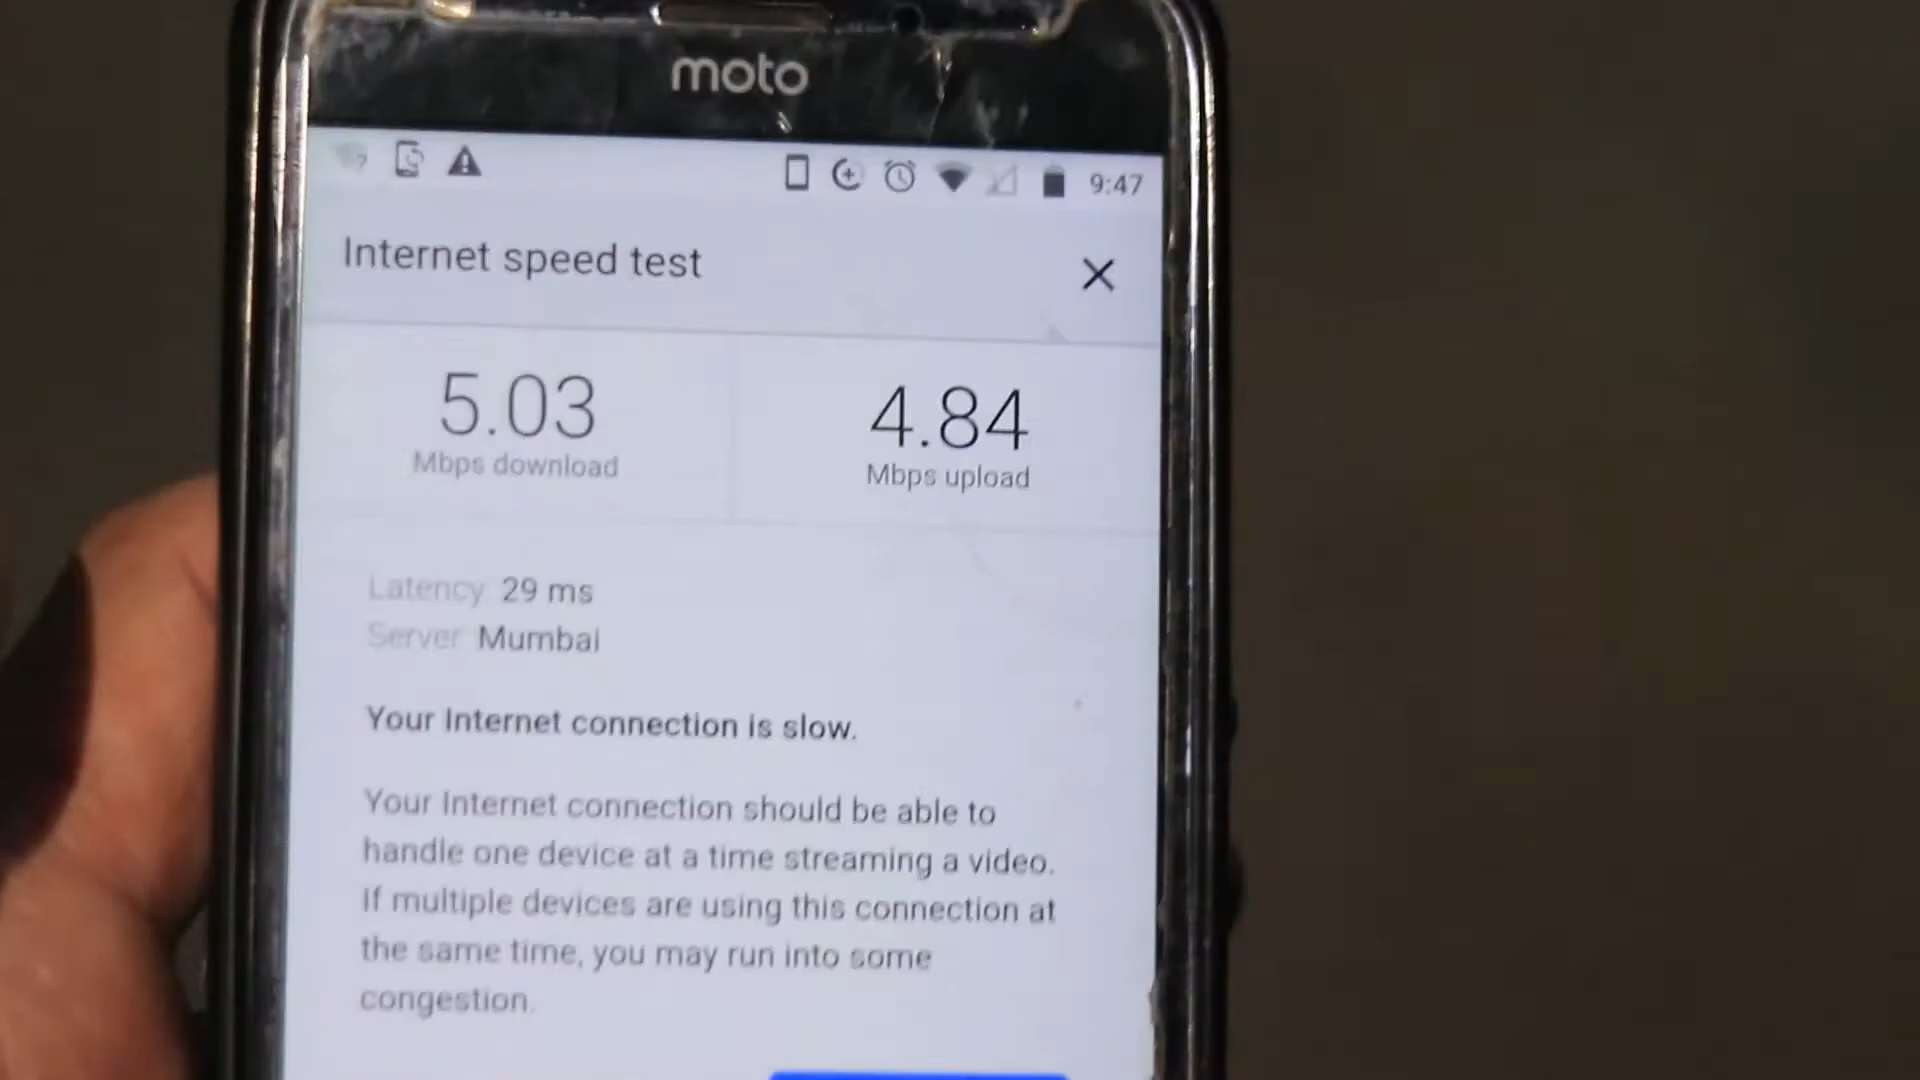 moto
9:47
Internet speed test
5.03
Mbps download
4.84
Mbps upload
Latency 29 ms
Server Mumbai
Your Internet connection is slow.
Your Internet connection should be able to
handle one device at a time streaming a video.
If multiple devices are using this connection at
the same time, you may run into some
congestion.